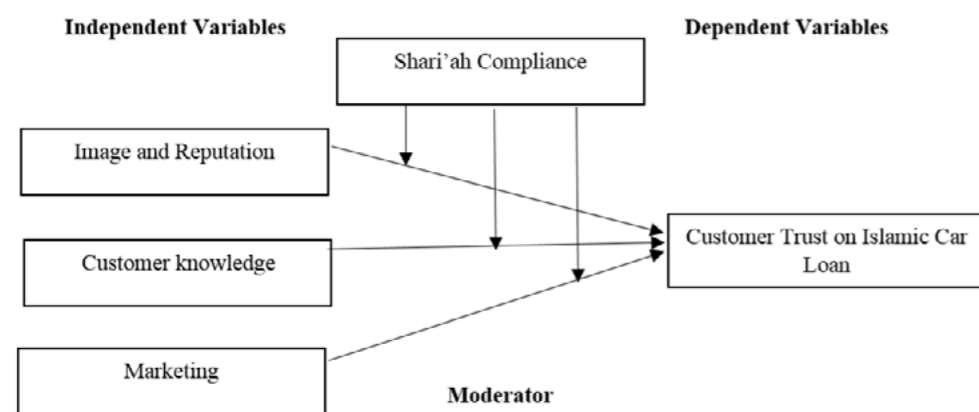 Independent Variables
Dependent Variables
Shari’ah Compliance
Image and Reputation
Customer knowledge
Customer Trust on Islamic Car
Loan
Marketing
Moderator